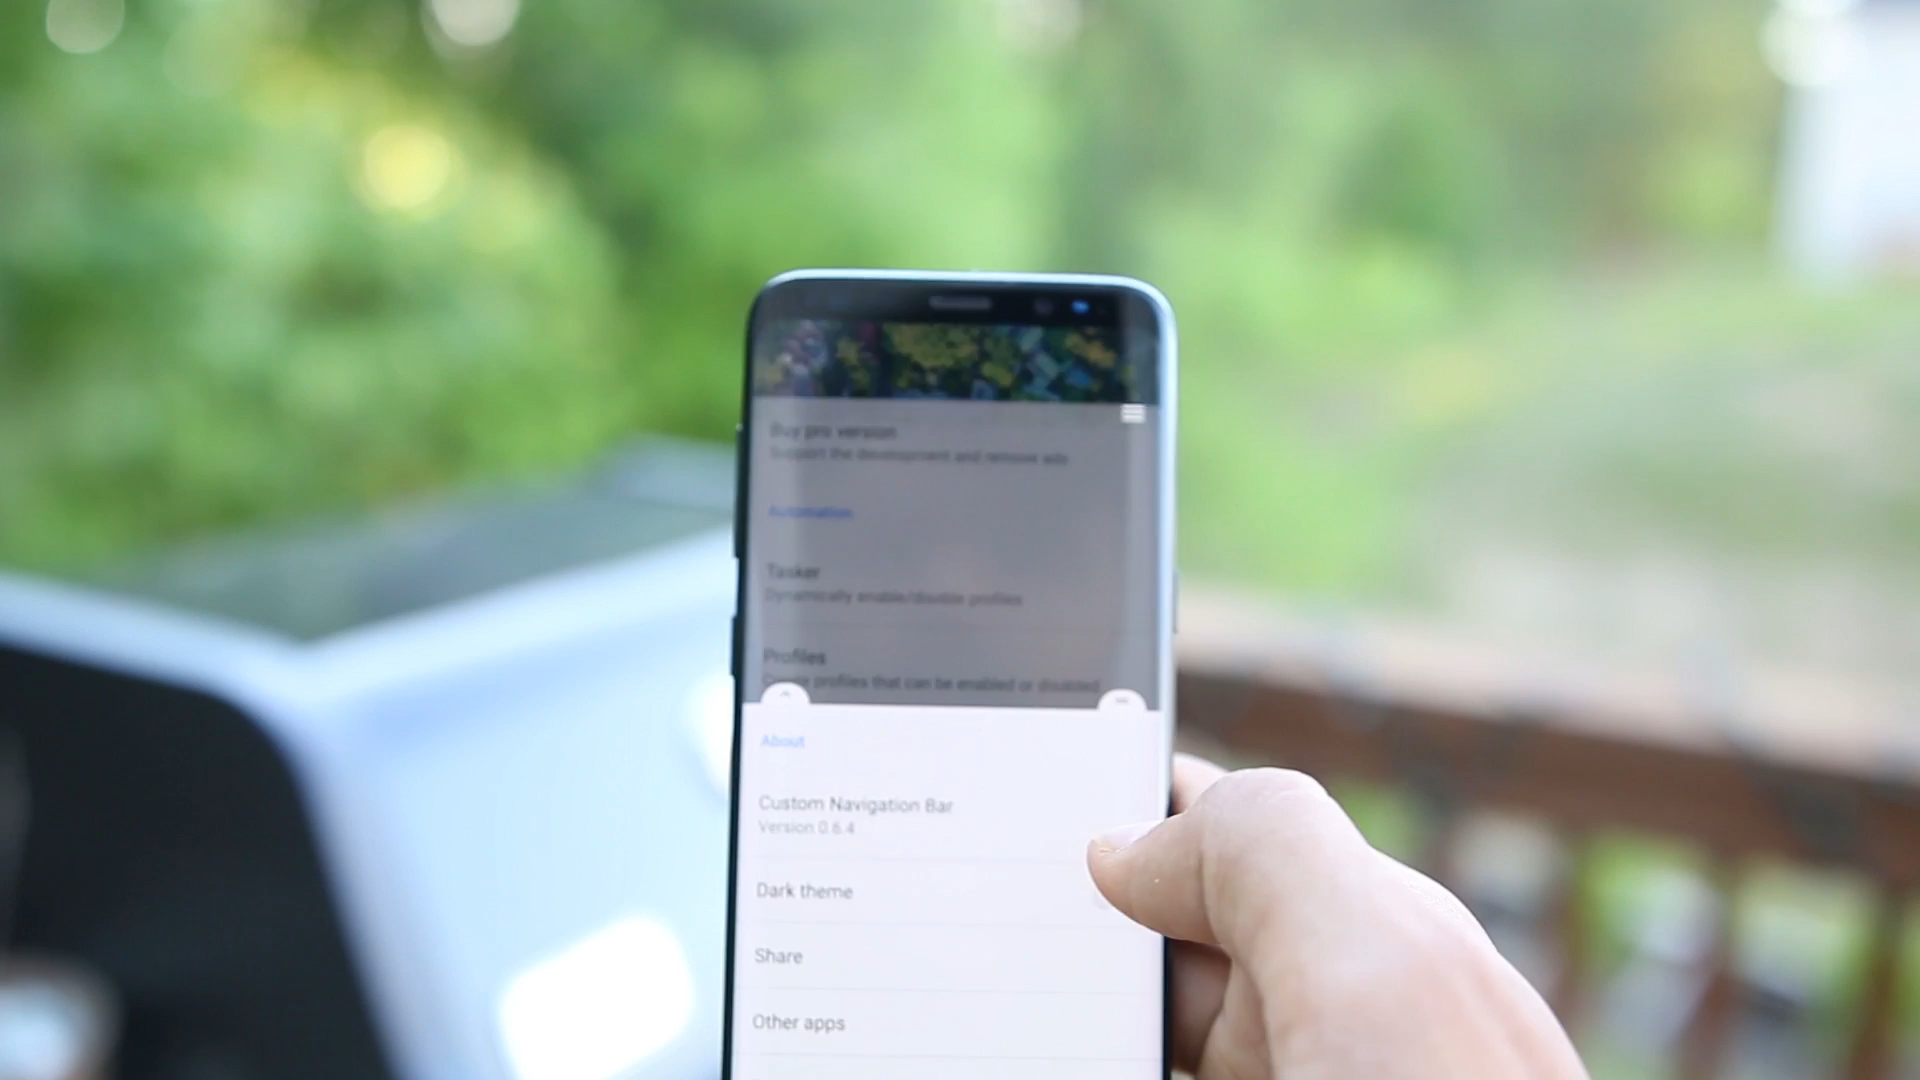 Buy pro version
Support the development and remove ads
Automation
Tasker
Dynamically enable/disable profiles
Profiles
Create profiles that can be enabled or disabled
About
Custom Navigation Bar
Version 0.6.4
Dark theme
Share
Other apps